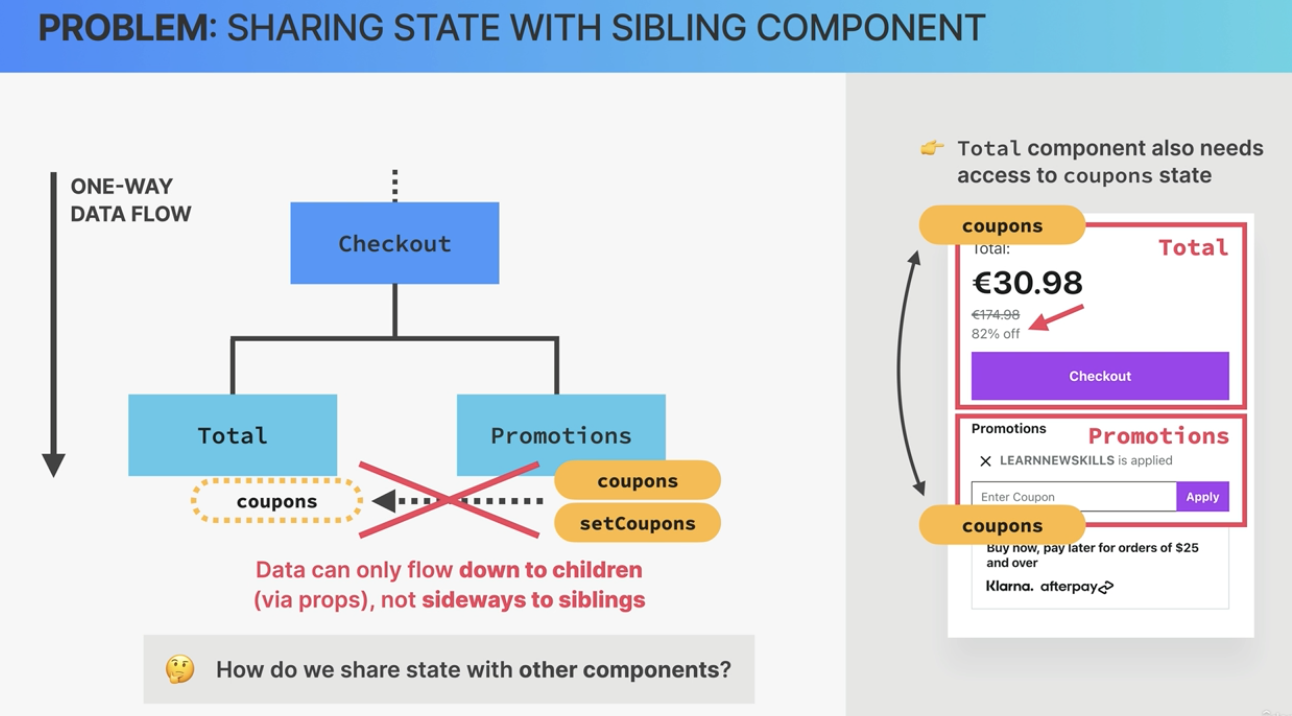 PROBLEM: SHARING STATE WITH SIBLING COMPONENT
ONE-WAY
DATA FLOW
Checkout
Total
Promotions
coupons
coupons
setCoupons
Data can only flow down to children
(via props), not sideways to siblings
🤔 How do we share state with other components?
👉 Total component also needs
access to coupons state
coupons
Total:
Total
€30.98
€174.98
82% off
Checkout
Promotions
Promotions
✕ LEARNNEWSKILLS is applied
Enter Coupon
Apply
coupons
Buy now, pay later for orders of $25
and over
Klarna. afterpay